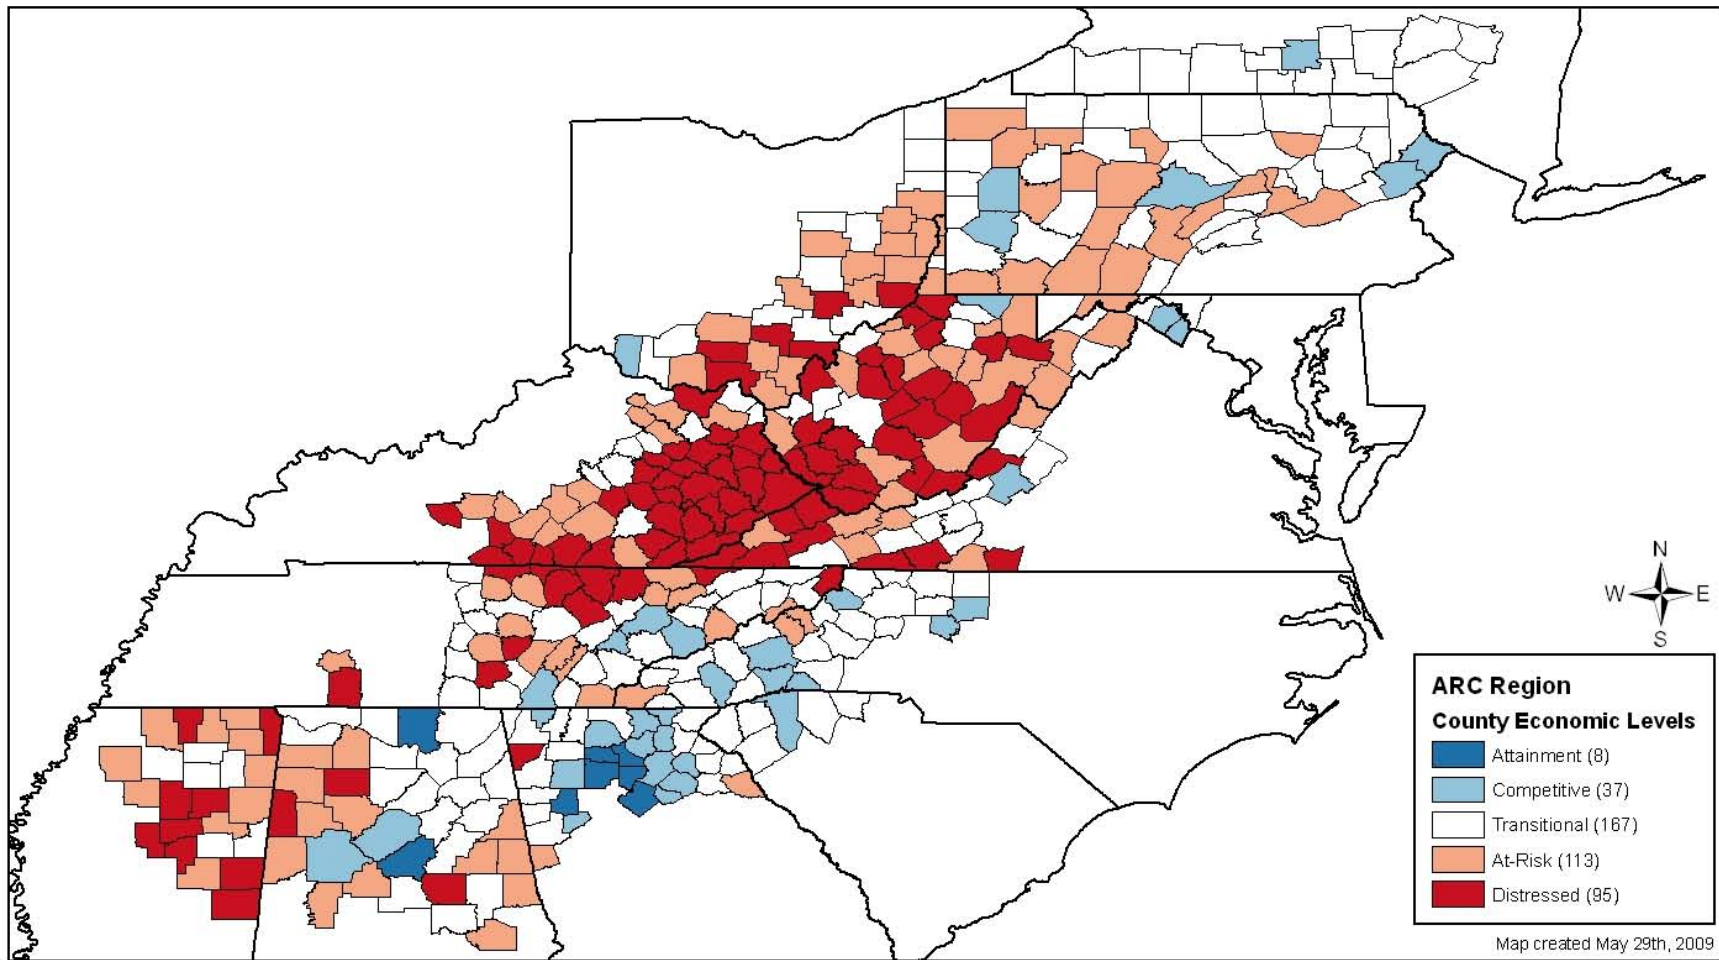 N
W E
S
ARC Region
County Economic Levels
Attainment (8)
Competitive (37)
Transitional (167)
At-Risk (113)
Distressed (95)
Map created May 29th, 2009